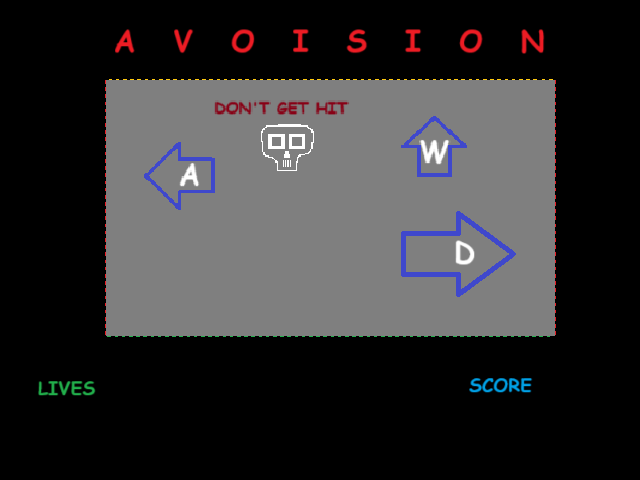 A V O I S I O N
DON'T GET HIT
W
A
D
LIVES
SCORE